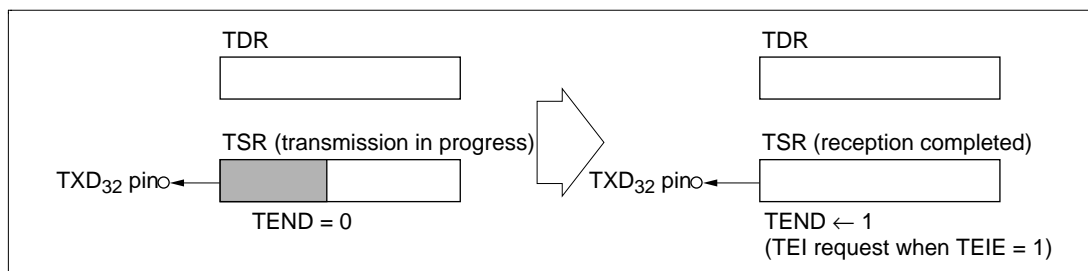 TDR
TSR (transmission in progress)
TXD32 pin
TEND = 0
TDR
TSR (reception completed)
TXD32 pin
TEND ← 1
(TEI request when TEIE = 1)